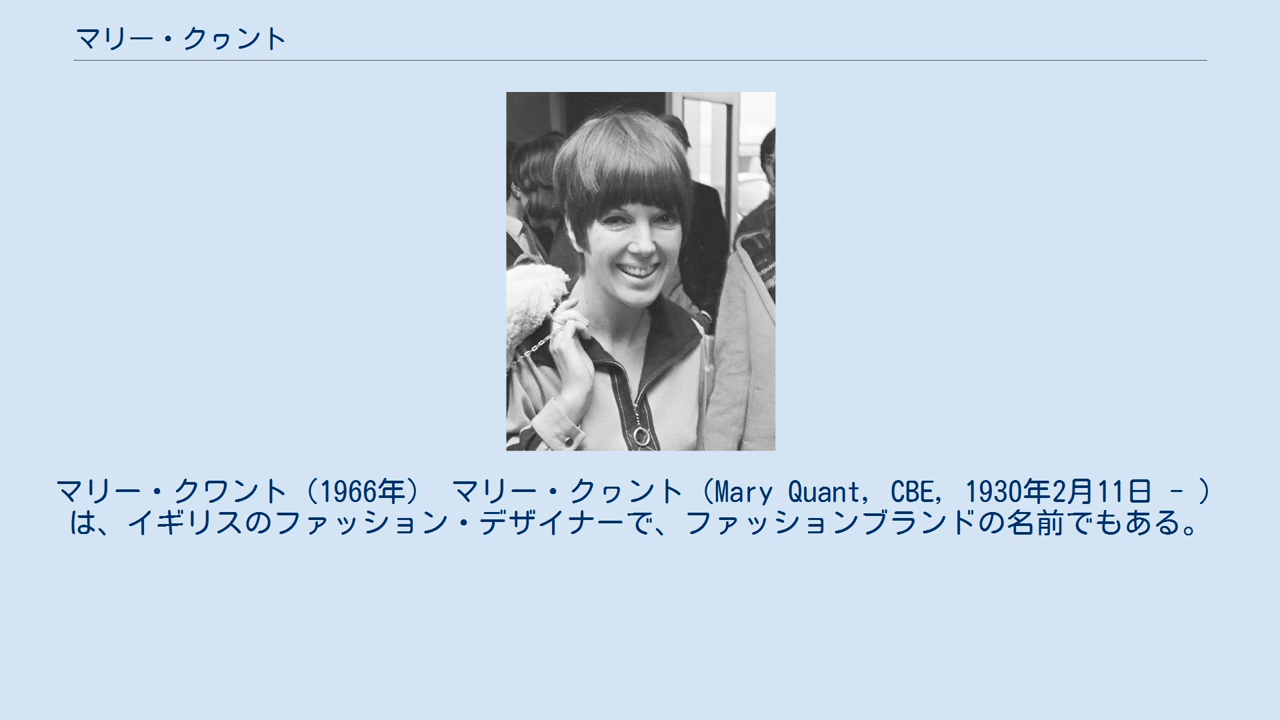 マリー・クヮント
マリー・クワント（1966年） マリー・クヮント（Mary Quant, CBE, 1930年2月11日 - ）
は、イギリスのファッション・デザイナーで、ファッションブランドの名前でもある。